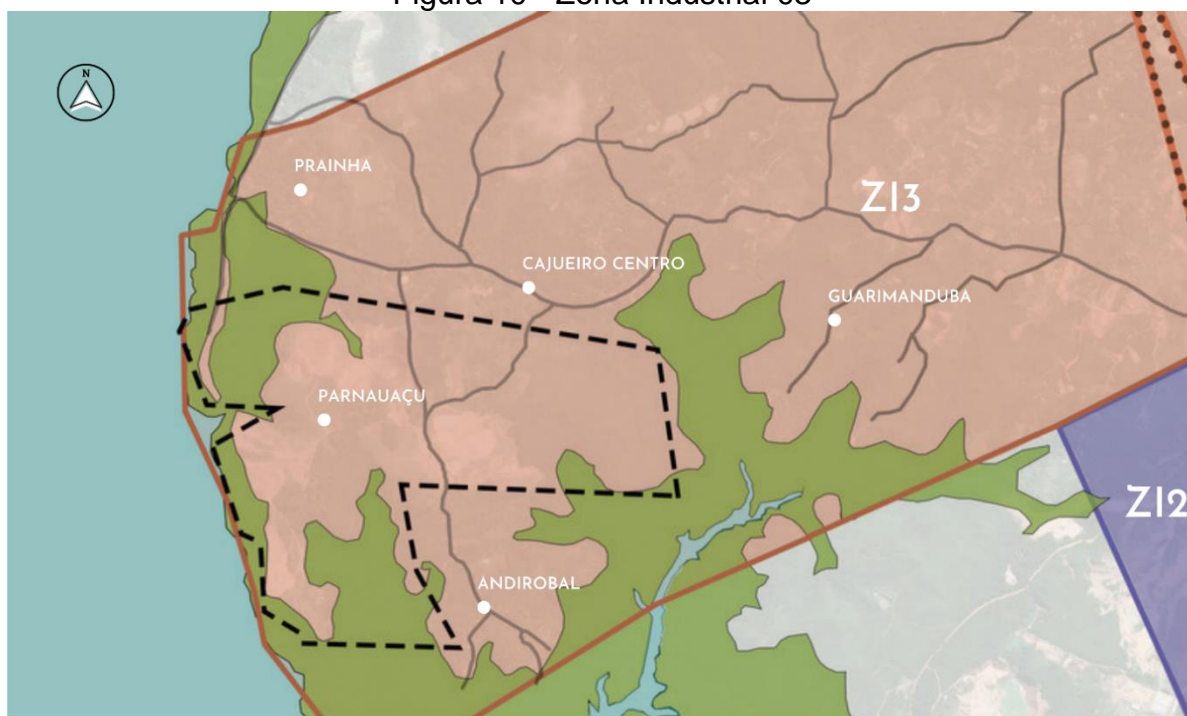 N
PRAINHA
ZI3
CAJUEIRO CENTRO
GUARIMANDUBA
PARNAUAÇU
ZI2
ANDIROBAL